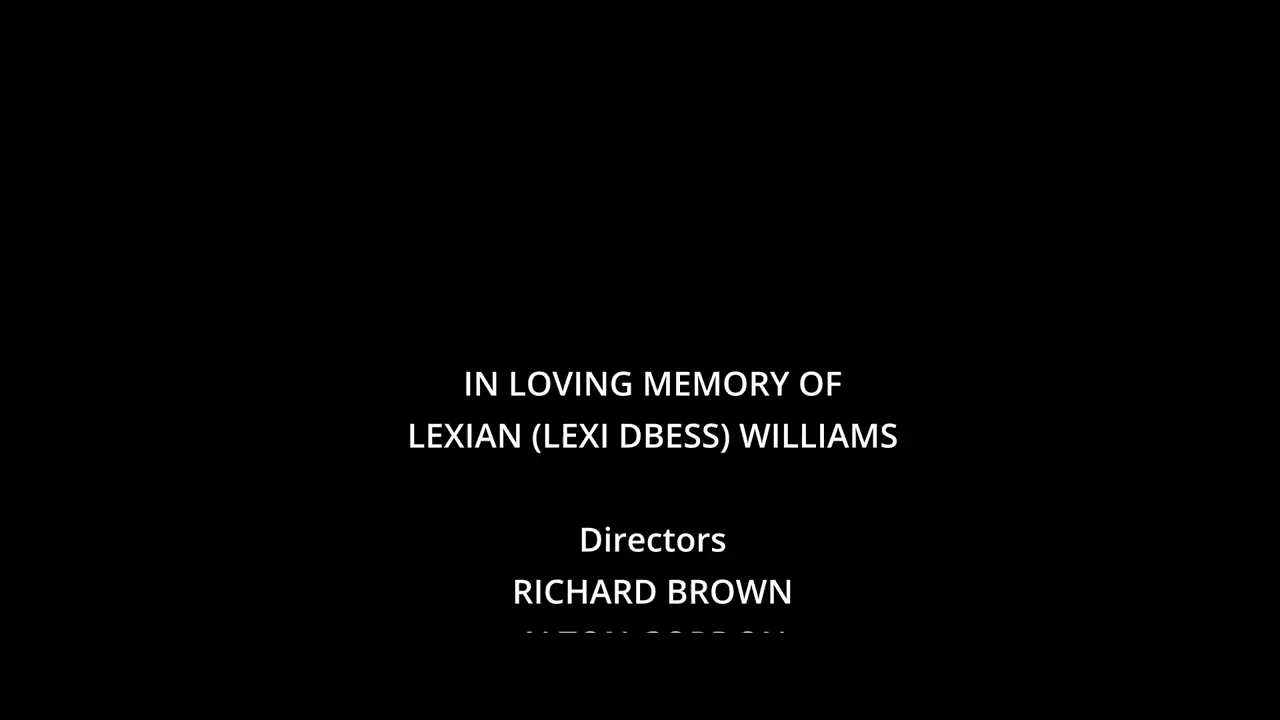 IN LOVING MEMORY OF
LEXIAN (LEXI DBESS) WILLIAMS
Directors
RICHARD BROWN